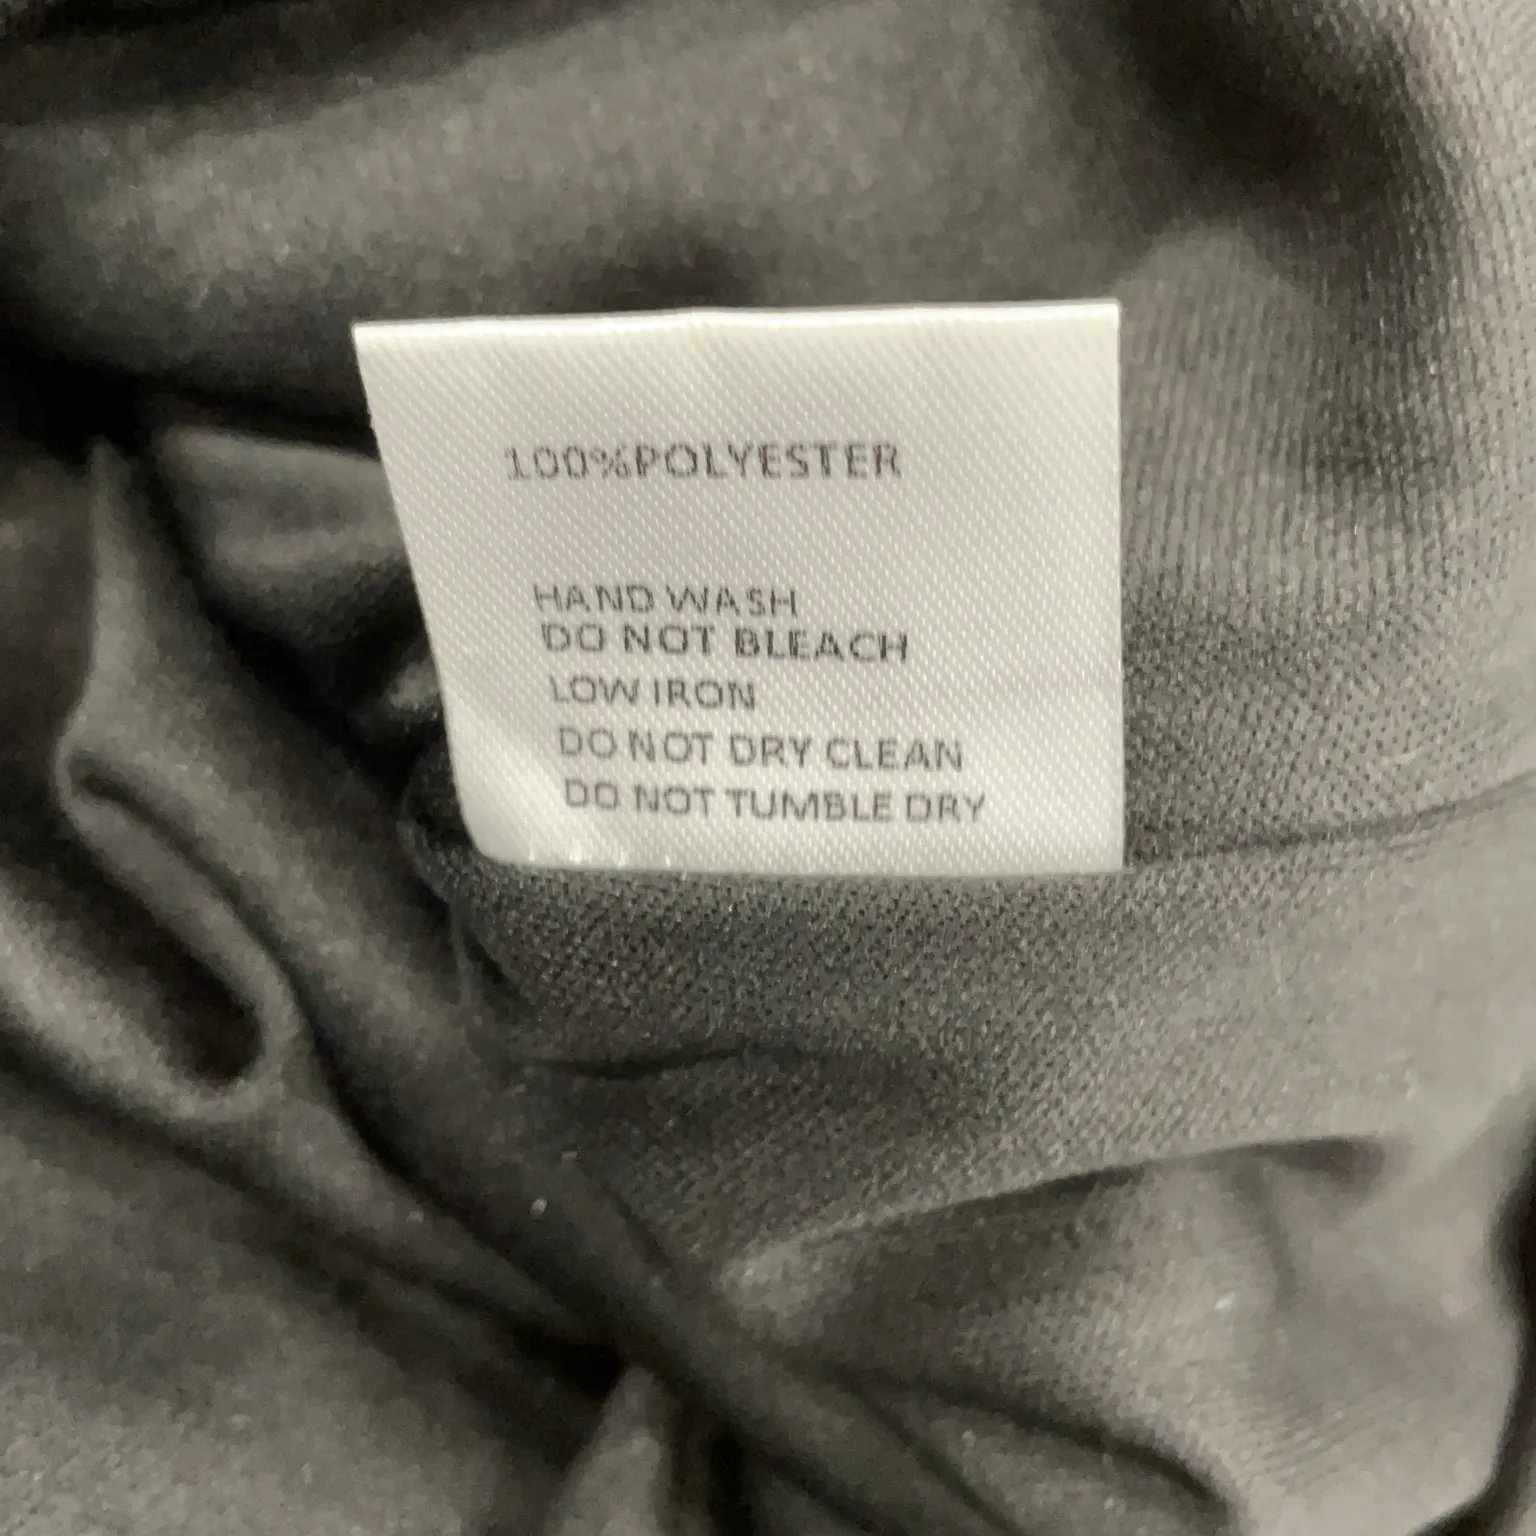 100%POLYESTER
HAND WASH
DO NOT BLEACH
LOW IRON
DO NOT DRY CLEAN
DO NOT TUMBLE DRY